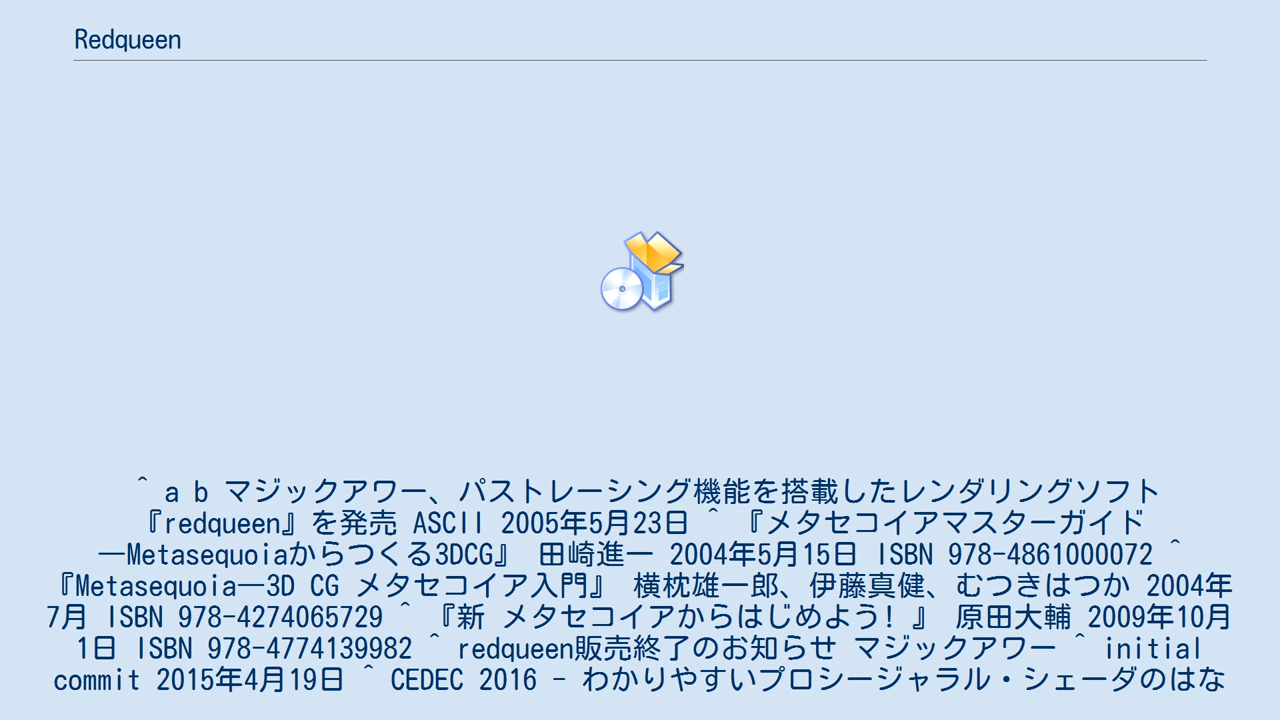 Redqueen
^ a b マジックアワー、パストレーシング機能を搭載したレンダリングソフト
『redqueen』を発売 ASCII 2005年5月23日 ^ 『メタセコイアマスターガイド
―Metasequoiaからつくる3DCG』 田崎進一 2004年5月15日 ISBN 978-4861000072 ^
『Metasequoia―3D CG メタセコイア入門』 横枕雄一郎、伊藤真健、むつきはつか 2004年
7月 ISBN 978-4274065729 ^ 『新 メタセコイアからはじめよう! 』 原田大輔 2009年10月
1日 ISBN 978-4774139982 ^ redqueen販売終了のお知らせ マジックアワー ^ initial
commit 2015年4月19日 ^ CEDEC 2016 - わかりやすいプロシージャラル・シェーダのはな